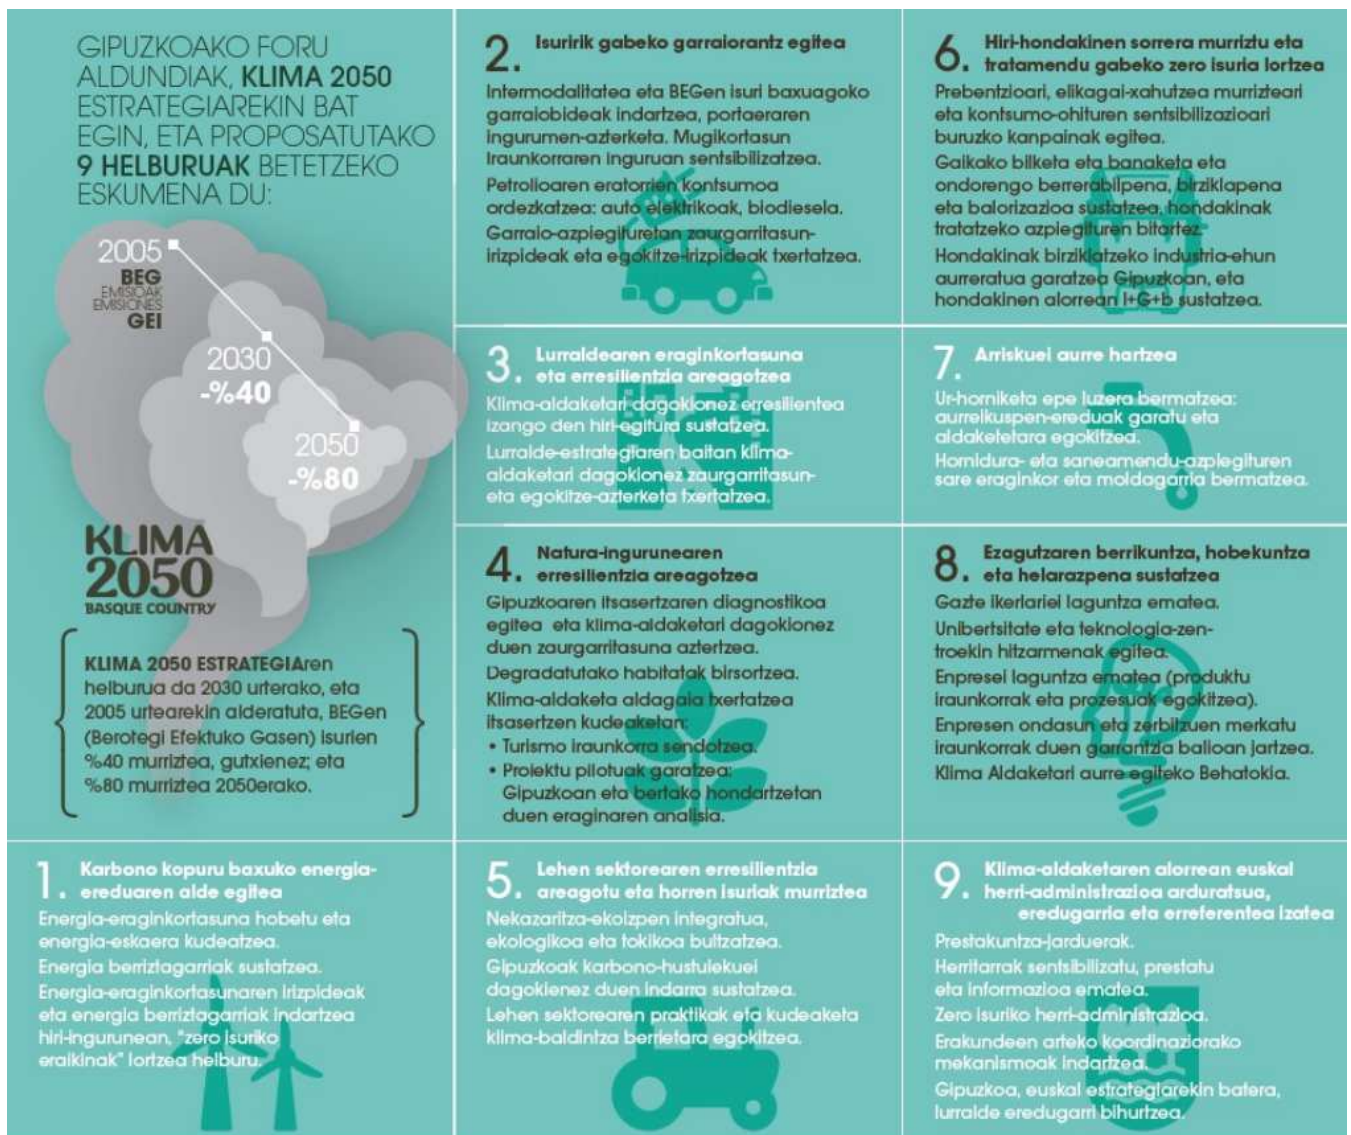 GIPUZKOAKO FORU
ALDUNDIAK, KLIMA 2050
ESTRATEGIAREKIN BAT
EGIN, ETA PROPOSATUTAKO
9 HELBURUAK BETETZEKO
ESKUMENA DU:
2005
BEG
EMISIOAK
EMISIONES
GEI
2030
-%40
2050
-%80
KLIMA
2050
BASQUE COUNTRY
KLIMA 2050 ESTRATEGIAren
helburua da 2030 urterako, eta
2005 urtearekin alderatuta, BEGen
(Berotegi Efektuko Gasen) isurien
%40 murriztea, gutxienez; eta
%80 murriztea 2050erako.
1. Karbono kopuru baxuko energia-
ereduaren alde egitea
Energia-eraginkortasuna hobetu eta
energia-eskaera kudeatzea.
Energia berriztagarriak sustatzea.
Energia-eraginkortasunaren irizpideak
eta energia berriztagarriak indartzea
hiri-ingurunean, "zero isuriko
eraikinak" lortzea helburu.
2. Isuririk gabeko garraiorantz egitea
Intermodalitatea eta BEGen isuri baxuagoko
garraiobideak indartzea, portaeraren
ingurumen-azterketa. Mugikortasun
Iraunkorraren inguruan sentsibilizatzea.
Petrolioaren eratorrien kontsumoa
ordezkatzea: auto elektrikoak, biodiesela.
Garraio-azpiegituretan zaurgarritasun-
irizpideak eta egokitze-irizpideak txertatzea.
3. Lurraldearen eraginkortasuna
eta erresilientzia areagotzea
Klima-aldaketari dagokionez erresilientea
izango den hiri-egitura sustatzea.
Lurralde-estrategiaren baitan klima-
aldaketari dagokionez zaurgarritasun-
eta egokitze-azterketa txertatzea.
4. Natura-ingurunearen
erresilientzia areagotzea
Gipuzkoaren itsasertzaren diagnostikoa
egitea eta klima-aldaketari dagokionez
duen zaurgarritasuna aztertzea.
Degradatutako habitatak birsortzea.
Klima-aldaketa aldagaia txertatzea
itsasertzen kudeaketan:
• Turismo iraunkorra sendotzea.
• Proiektu pilotuak garatzea:
Gipuzkoan eta bertako hondartzetan
duen eraginaren analisia.
5. Lehen sektorearen erresilientzia
areagotu eta horren isuriak murriztea
Nekazaritza-ekoizpen integratua,
ekologikoa eta tokikoa bultzatzea.
Gipuzkoak karbono-hustulekuei
dagokienez duen indarra sustatzea.
Lehen sektorearen praktikak eta kudeaketa
klima-baldintza berrietara egokitzea.
6. Hiri-hondakinen sorrera murriztu eta
tratamendu gabeko zero isuria lortzea
Prebentzioari, elikagai-xahutzea murrizteari
eta kontsumo-ohituren sentsibilizazioari
buruzko kanpainak egitea.
Gaikako bilketa eta banaketa eta
ondorengo berrerabilpena, birziklapena
eta balorizazioa sustatzea, hondakinak
tratatzeko azpiegituren bitartez.
Hondakinak birziklatzeko industria-ehun
aurreratua garatzea Gipuzkoan, eta
hondakinen alorrean I+G+b sustatzea.
7. Arriskuei aurre hartzea
Ur-horniketa epe luzera bermatzea:
aurreikuspen-ereduak garatu eta
aldaketetara egokitzea.
Hornidura- eta saneamendu-azpiegituren
sare eraginkor eta moldagarria bermatzea.
8. Ezagutzaren berrikuntza, hobekuntza
eta helarazpena sustatzea
Gazte ikerlariei laguntza ematea.
Unibertsitate eta teknologia-zen-
troekin hitzarmenak egitea.
Enpresei laguntza ematea (produktu
iraunkorrak eta prozesuak egokitzea).
Enpresen ondasun eta zerbitzuen merkatu
iraunkorrak duen garrantzia balioan jartzea.
Klima Aldaketari aurre egiteko Behatokia.
9. Klima-aldaketaren alorrean euskal
herri-administrazioa arduratsua,
eredugarria eta erreferentea izatea
Prestakuntza-jarduerak.
Herritarrak sentsibilizatu, prestatu
eta informazioa ematea.
Zero isuriko herri-administrazioa.
Erakundeen arteko koordinaziorako
mekanismoak indartzea.
Gipuzkoa, euskal estrategiarekin batera,
lurralde eredugarri bihurtzea.